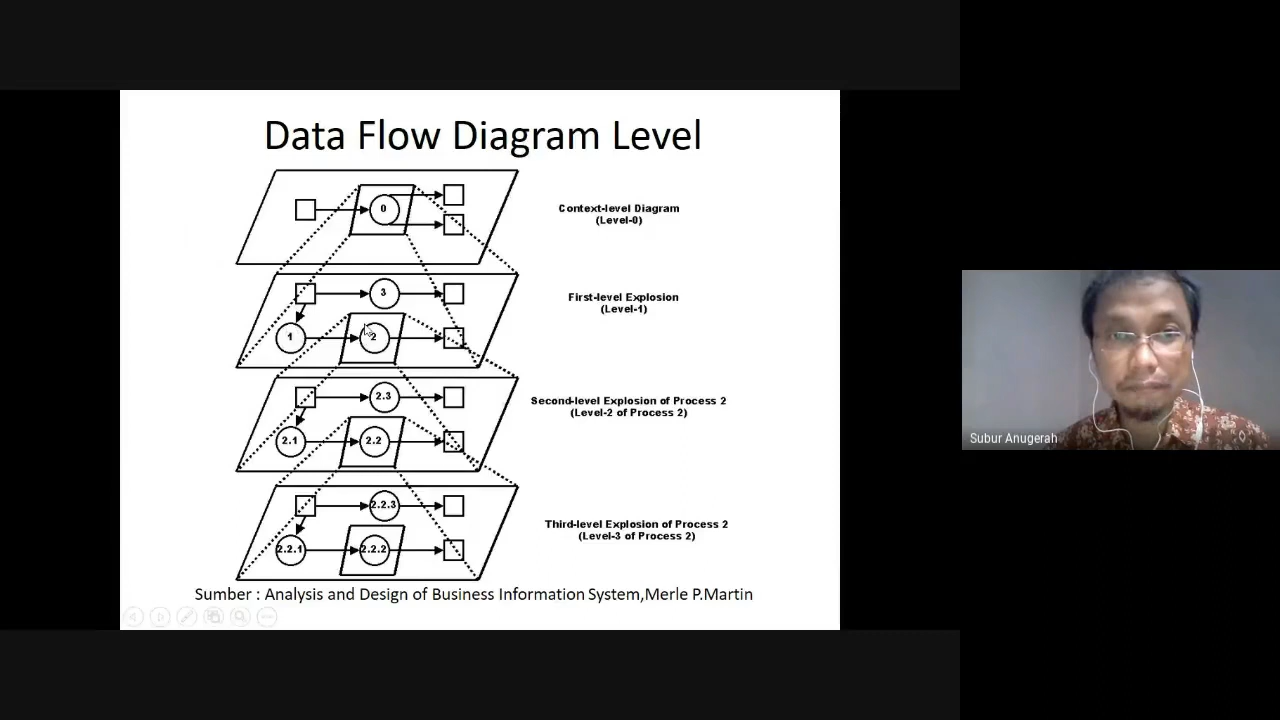 Data Flow Diagram Level
0
Context-level Diagram
(Level-0)
3
First-level Explosion
(Level-1)
1
2
2.3
Second-level Explosion of Process 2
(Level-2 of Process 2)
2.1
2.2
2.2.3
Third-level Explosion of Process 2
(Level-3 of Process 2)
2.2.1
2.2.2
Sumber : Analysis and Design of Business Information System,Merle P.Martin
Subur Anugerah